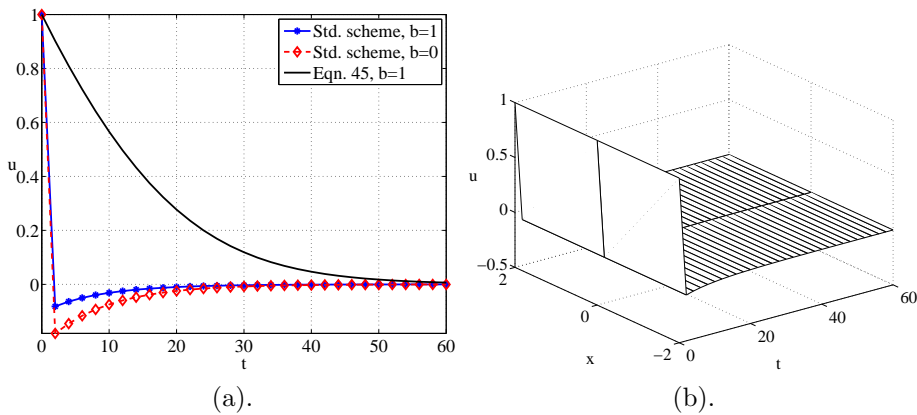 1
0.8
0.6
0.4
0.2
0
u
0 10 20 30 40 50 60
t
Std. scheme, b=1
Std. scheme, b=0
Eqn. 45, b=1
(a).
1
0.5
0
−0.5
u
2
0
−2
x
0
20
40
60
t
(b).